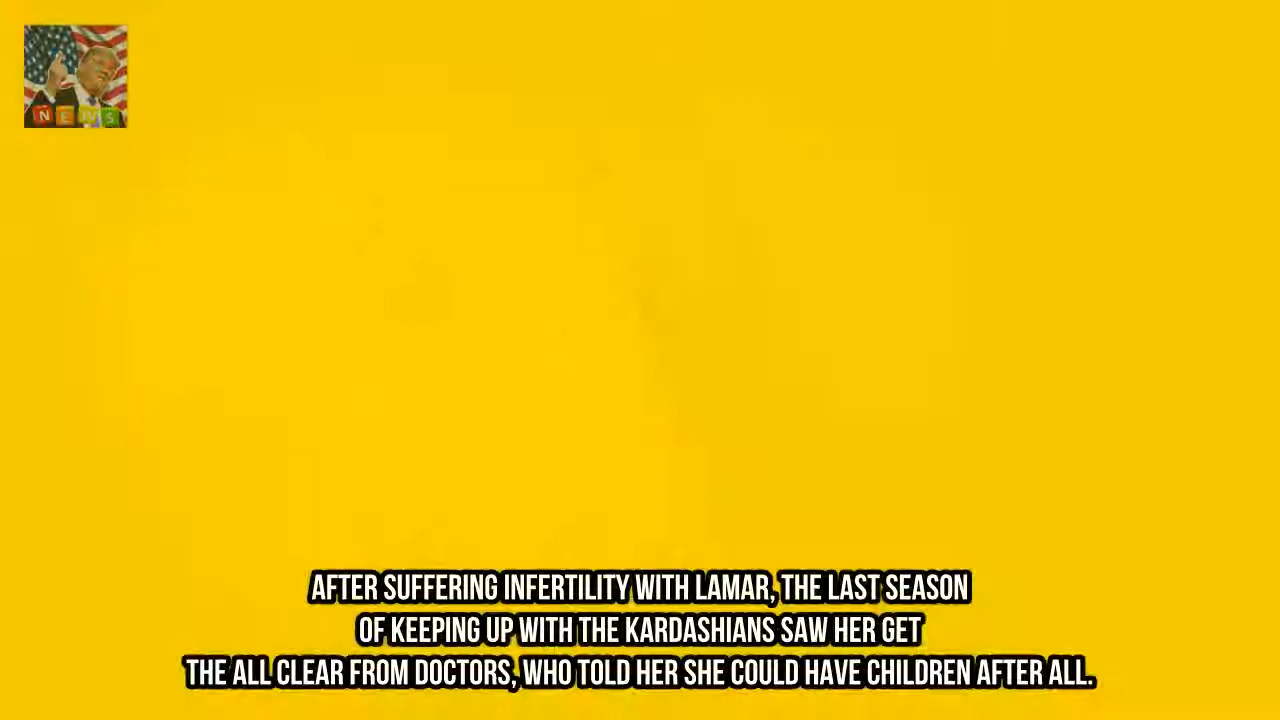 NEWS
AFTER SUFFERING INFERTILITY WITH LAMAR, THE LAST SEASON
OF KEEPING UP WITH THE KARDASHIANS SAW HER GET
THE ALL CLEAR FROM DOCTORS, WHO TOLD HER SHE COULD HAVE CHILDREN AFTER ALL.